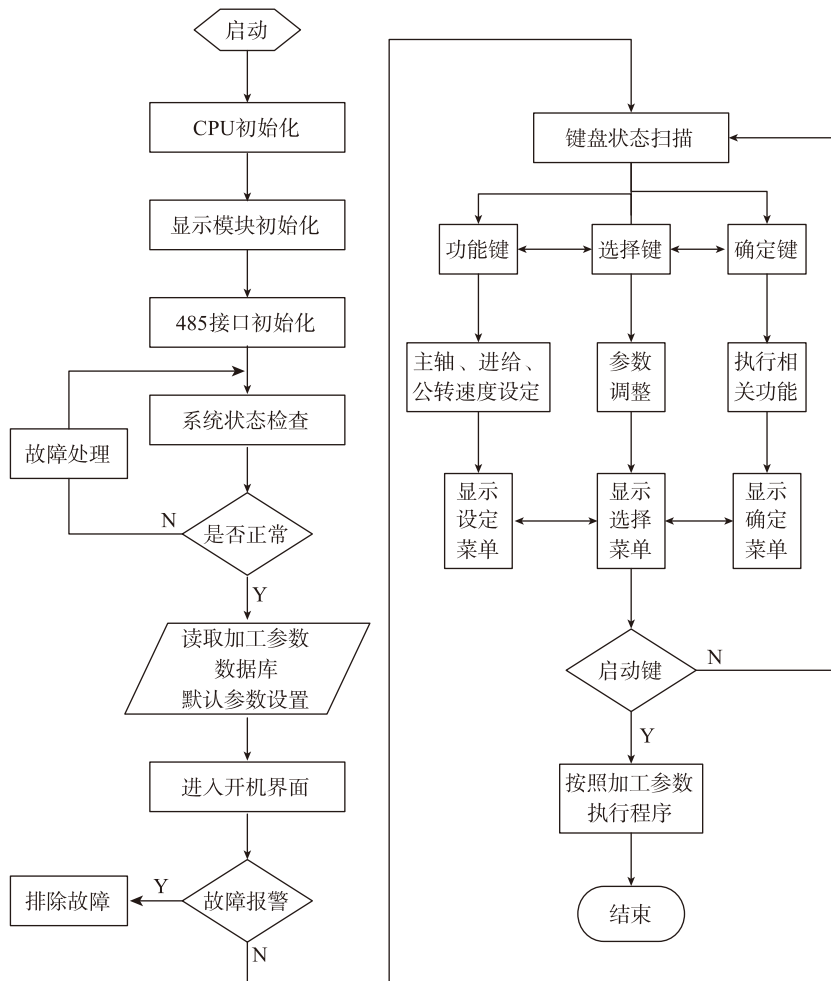 启动
CPU初始化
显示模块初始化
485接口初始化
系统状态检查
故障处理
N
是否正常
Y
读取加工参数
数据库
默认参数设置
进入开机界面
排除故障
Y
故障报警
N
键盘状态扫描
功能键
选择键
确定键
主轴、进给、
公转速度设定
参数
调整
执行相
关功能
显示
设定
菜单
显示
选择
菜单
显示
确定
菜单
启动键
N
Y
按照加工参数
执行程序
结束